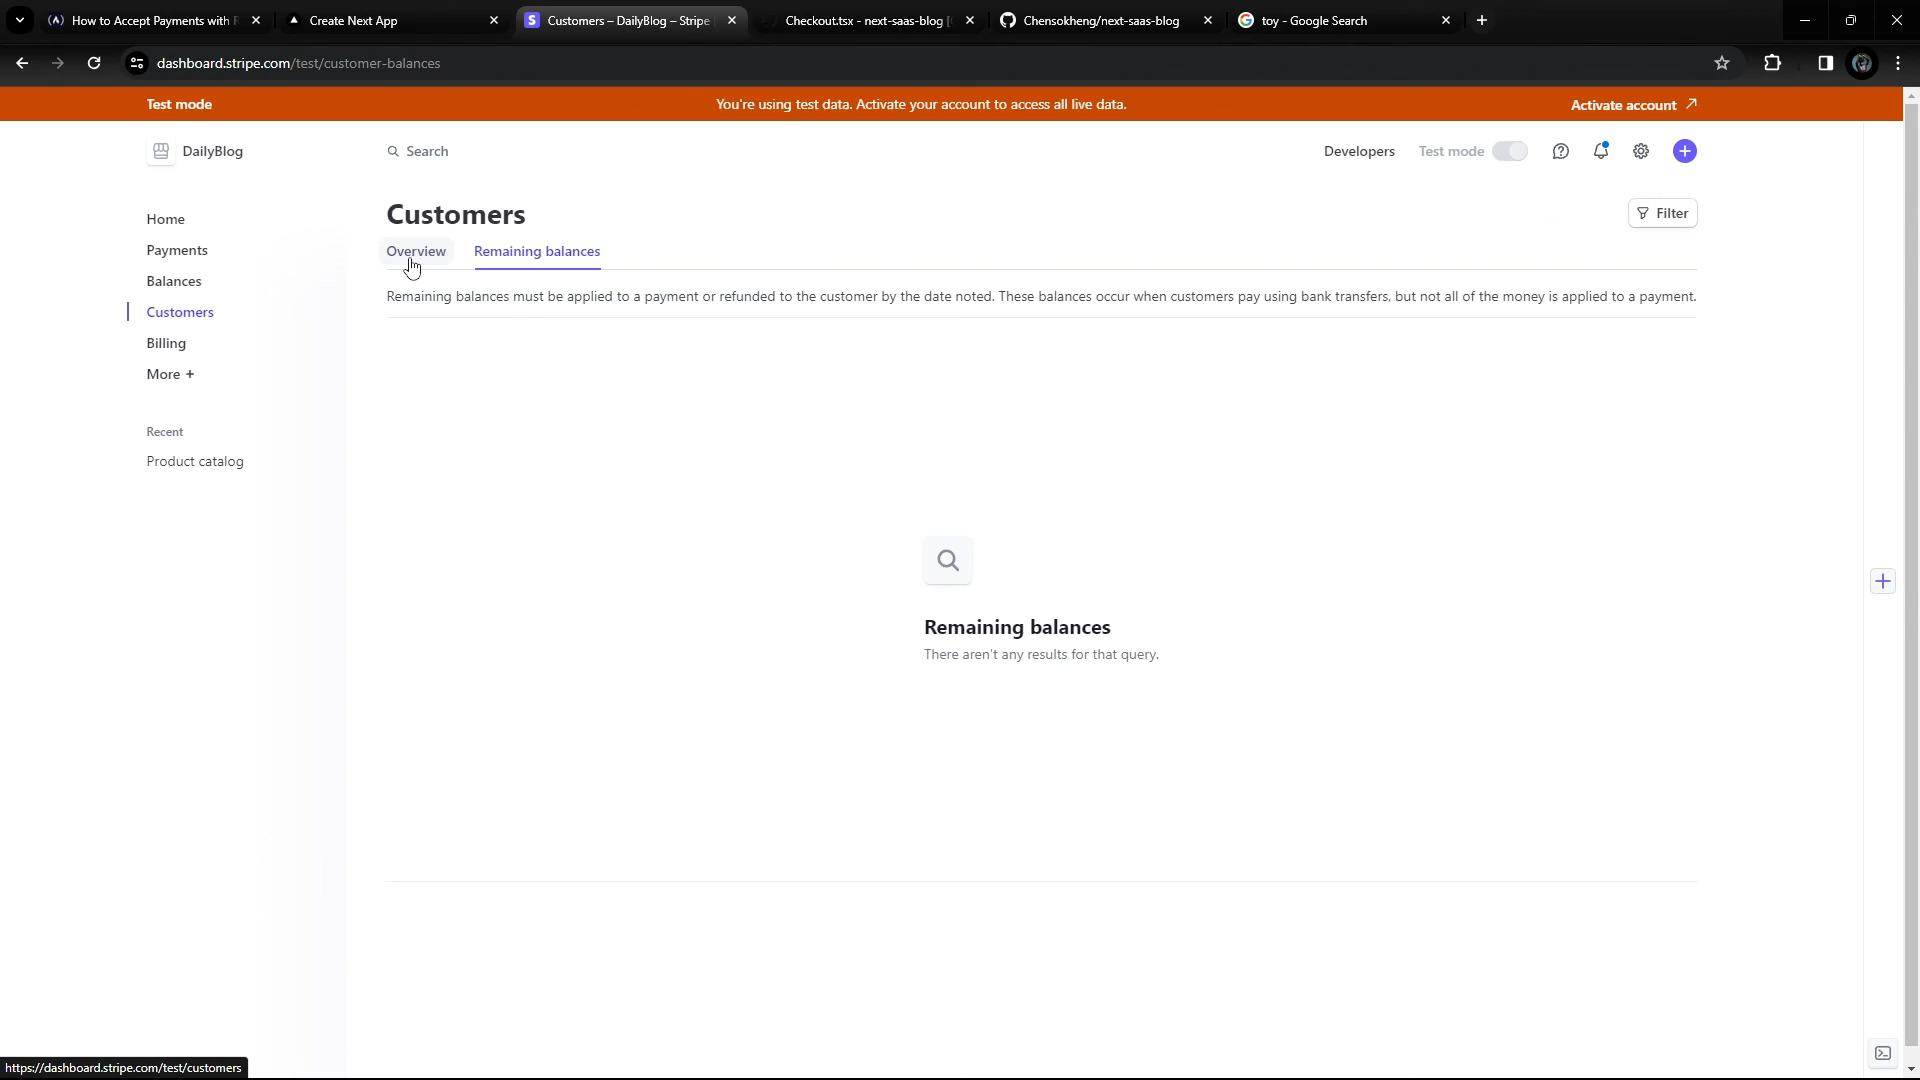 How to Accept Payments with R
Create Next App
Customers – DailyBlog – Stripe
Checkout.tsx - next-saas-blog [
Chensokheng/next-saas-blog
toy - Google Search
dashboard.stripe.com/test/customer-balances
Test mode
You're using test data. Activate your account to access all live data.
Activate account
DailyBlog
Search
Developers
Test mode
Home
Payments
Balances
Customers
Billing
More +
Recent
Product catalog
Customers
Filter
Overview
Remaining balances
Remaining balances must be applied to a payment or refunded to the customer by the date noted. These balances occur when customers pay using bank transfers, but not all of the money is applied to a payment.
Remaining balances
There aren't any results for that query.
https://dashboard.stripe.com/test/customers